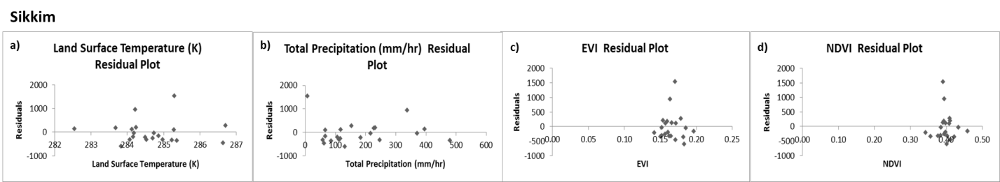 Sikkim
a) Land Surface Temperature (K)
Residual Plot
2000
1000
0
-1000
282 283 284 285 286 287
Residuals
Land Surface Temperature (K)
b) Total Precipitation (mm/hr) Residual
Plot
2000
1000
0
-1000
0 100 200 300 400 500 600
Residuals
Total Precipitation (mm/hr)
c) EVI Residual Plot
2000
1500
1000
500
0
-500
-1000
0.00 0.05 0.10 0.15 0.20 0.25
Residuals
EVI
d) NDVI Residual Plot
2000
1500
1000
500
0
-500
-1000
0.00 0.10 0.20 0.30 0.40 0.50
Residuals
NDVI